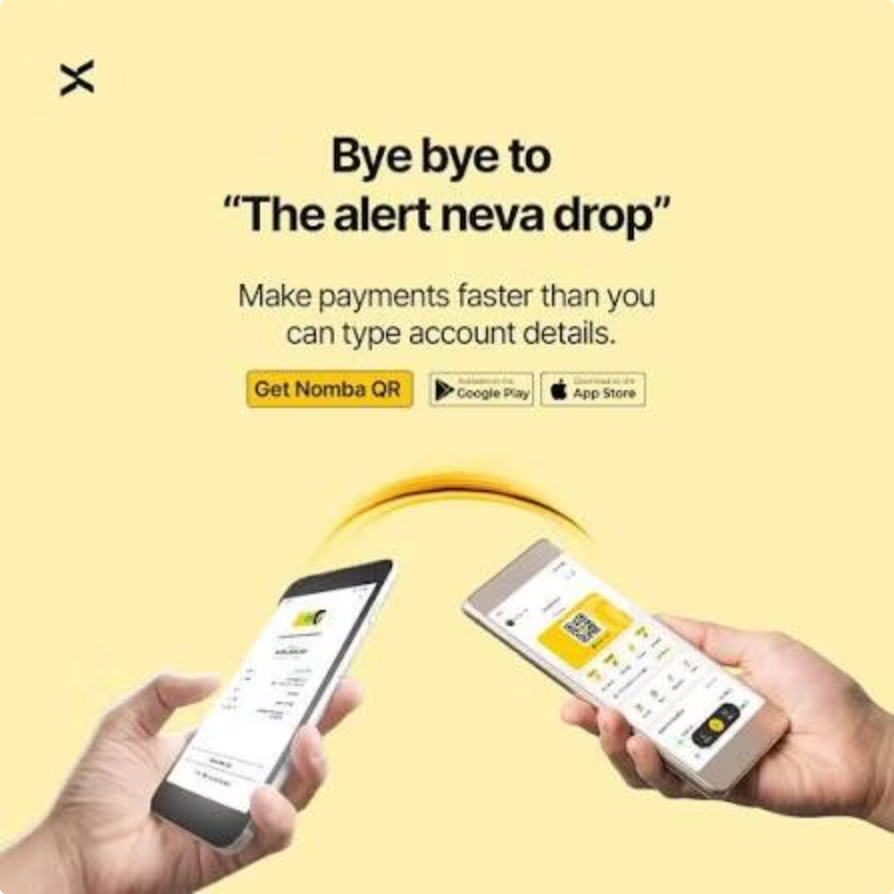 Bye bye to
“The alert neva drop”
Make payments faster than you
can type account details.
Get Nomba QR
Google Play
App Store